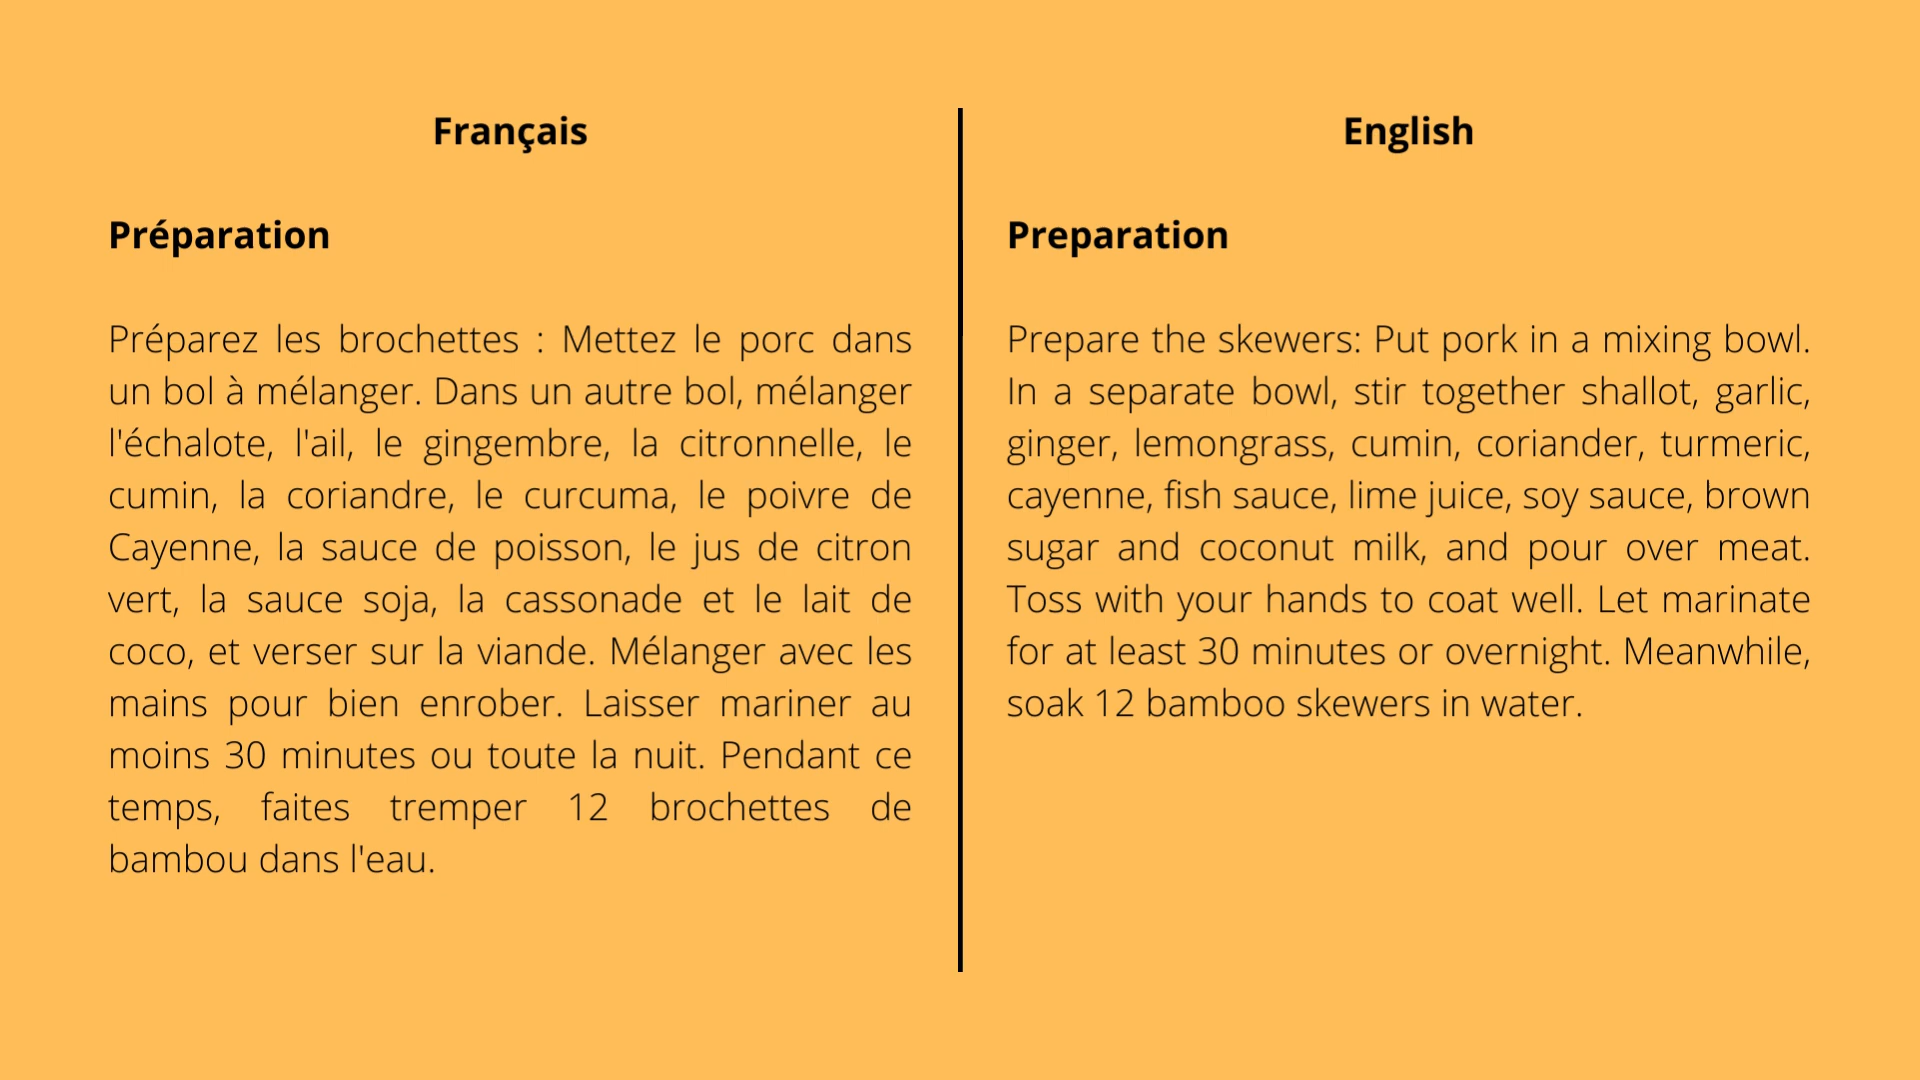 Français
Préparation
Préparez les brochettes : Mettez le porc dans
un bol à mélanger. Dans un autre bol, mélanger
l'échalote, l'ail, le gingembre, la citronnelle, le
cumin, la coriandre, le curcuma, le poivre de
Cayenne, la sauce de poisson, le jus de citron
vert, la sauce soja, la cassonade et le lait de
coco, et verser sur la viande. Mélanger avec les
mains pour bien enrober. Laisser mariner au
moins 30 minutes ou toute la nuit. Pendant ce
temps, faites tremper 12 brochettes de
bambou dans l'eau.
English
Preparation
Prepare the skewers: Put pork in a mixing bowl.
In a separate bowl, stir together shallot, garlic,
ginger, lemongrass, cumin, coriander, turmeric,
cayenne, fish sauce, lime juice, soy sauce, brown
sugar and coconut milk, and pour over meat.
Toss with your hands to coat well. Let marinate
for at least 30 minutes or overnight. Meanwhile,
soak 12 bamboo skewers in water.